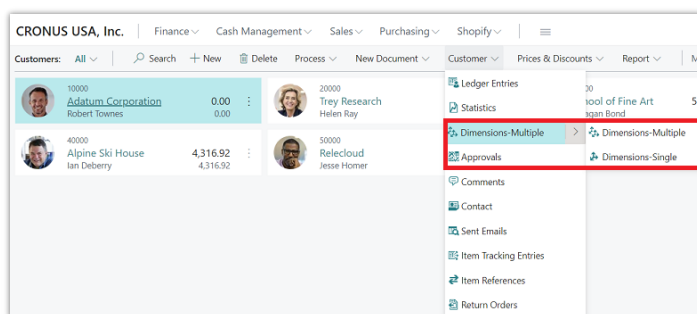 CRONUS USA, Inc. Finance Cash Management Sales Purchasing Shopify
Customers: All Search + New Delete Process New Document Customer Prices & Discounts Report
10000
Adatum Corporation 0.00
Robert Townes 0.00
20000
Trey Research
Helen Ray
00
ool of Fine Art 5
agan Bond
40000
Alpine Ski House 4,316.92
Ian Deberry 4,316.92
50000
Relecloud
Jesse Homer
Ledger Entries
Statistics
Dimensions-Multiple
Approvals
Comments
Contact
Sent Emails
Item Tracking Entries
Item References
Return Orders
Dimensions-Multiple
Dimensions-Single